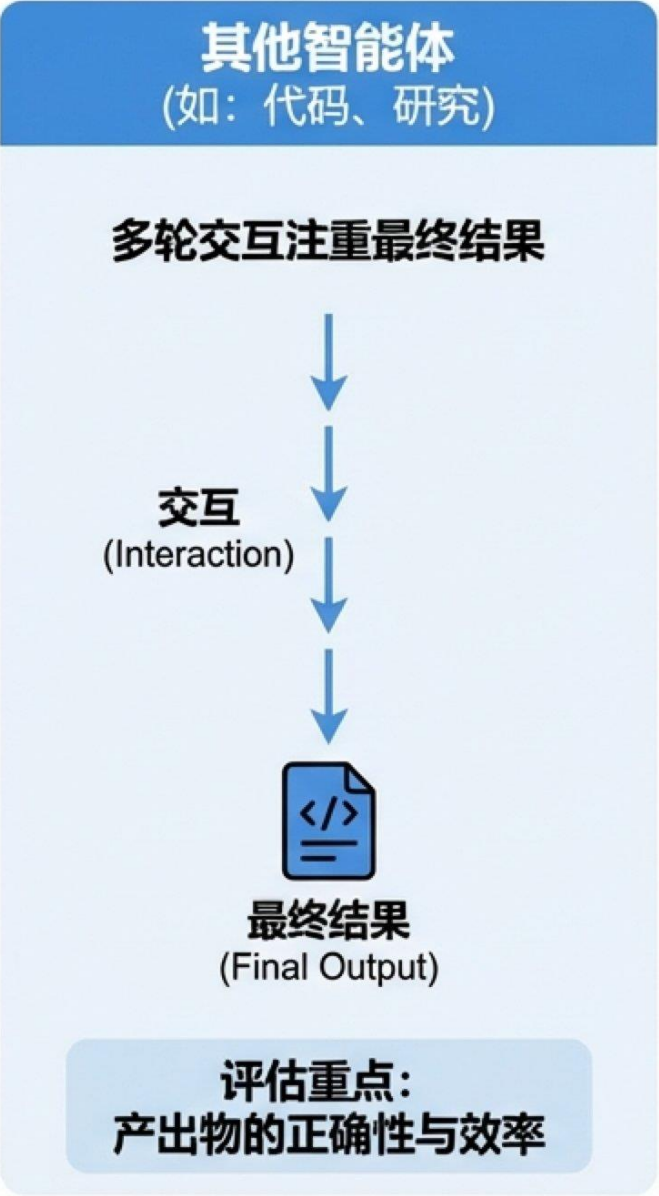 其他智能体
(如：代码、研究)
多轮交互注重最终结果
交互
(Interaction)
</>
最终结果
(Final Output)
评估重点：
产出物的正确性与效率